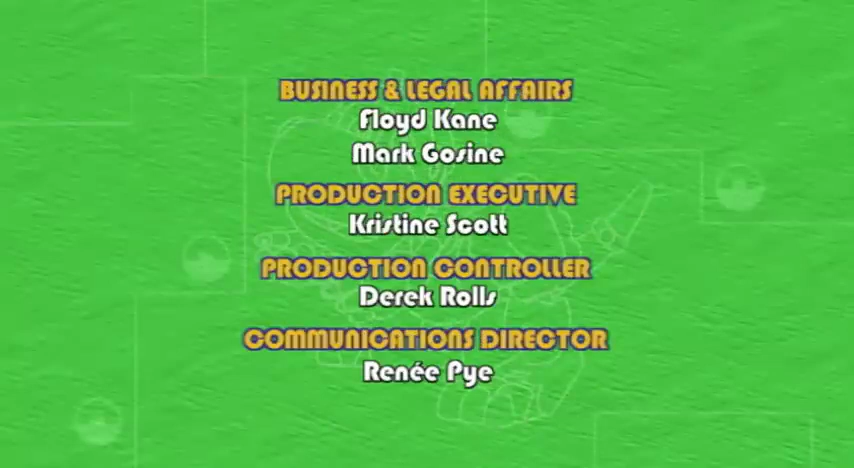 BUSINESS & LEGAL AFFAIRS
Floyd Kane
Mark Gosine
PRODUCTION EXECUTIVE
Kristine Scott
PRODUCTION CONTROLLER
Derek Rolls
COMMUNICATIONS DIRECTOR
Renée Pye